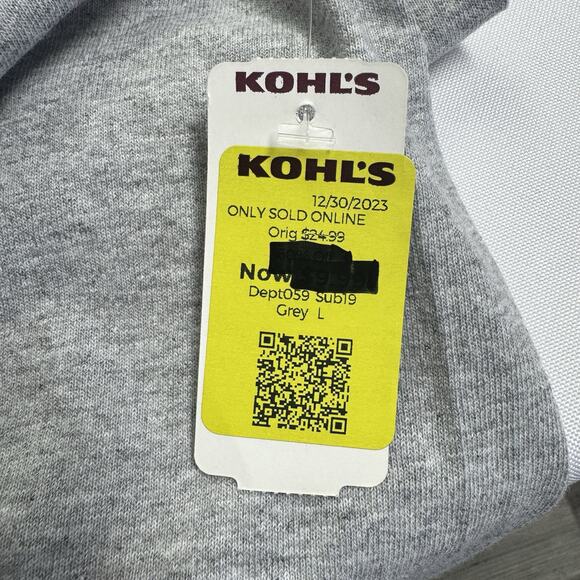 KOHL'S
KOHL'S
12/30/2023
ONLY SOLD ONLINE
Orig $24.99
Now
Dept059 Sub19
Grey L